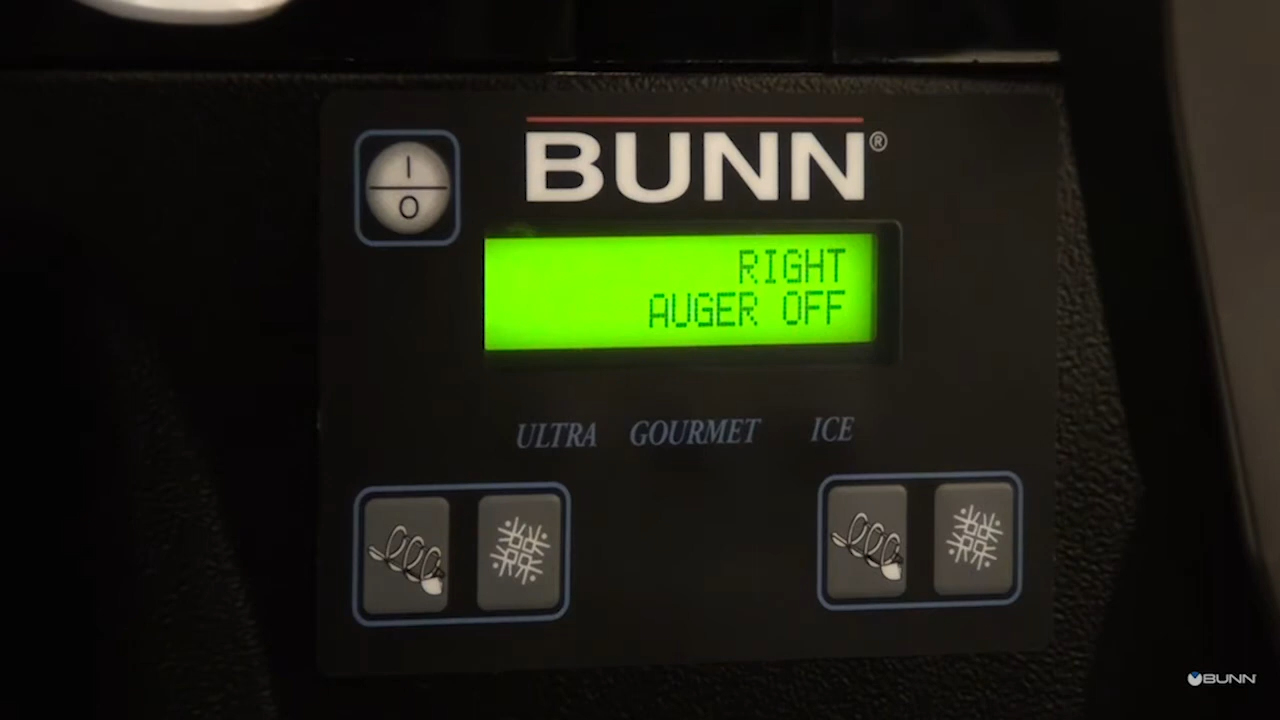 I
O
BUNN®
RIGHT
AUGER OFF
ULTRA GOURMET ICE
BUNN